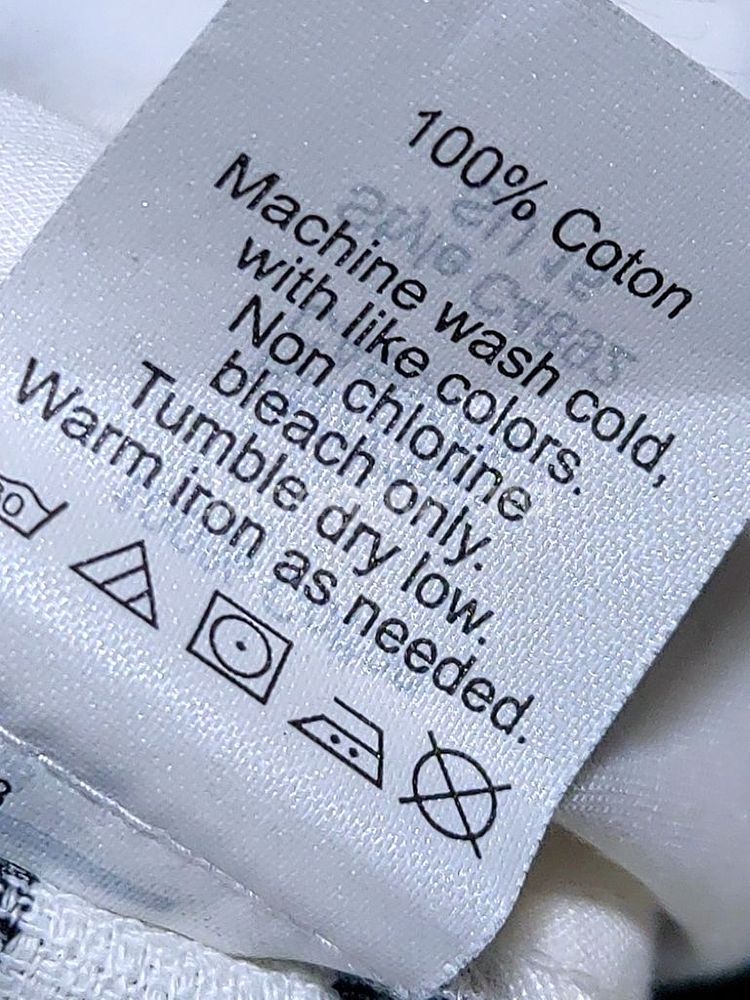 100% Coton
Machine wash cold,
with like colors.
Non chlorine
bleach only.
Tumble dry low.
Warm iron as needed.